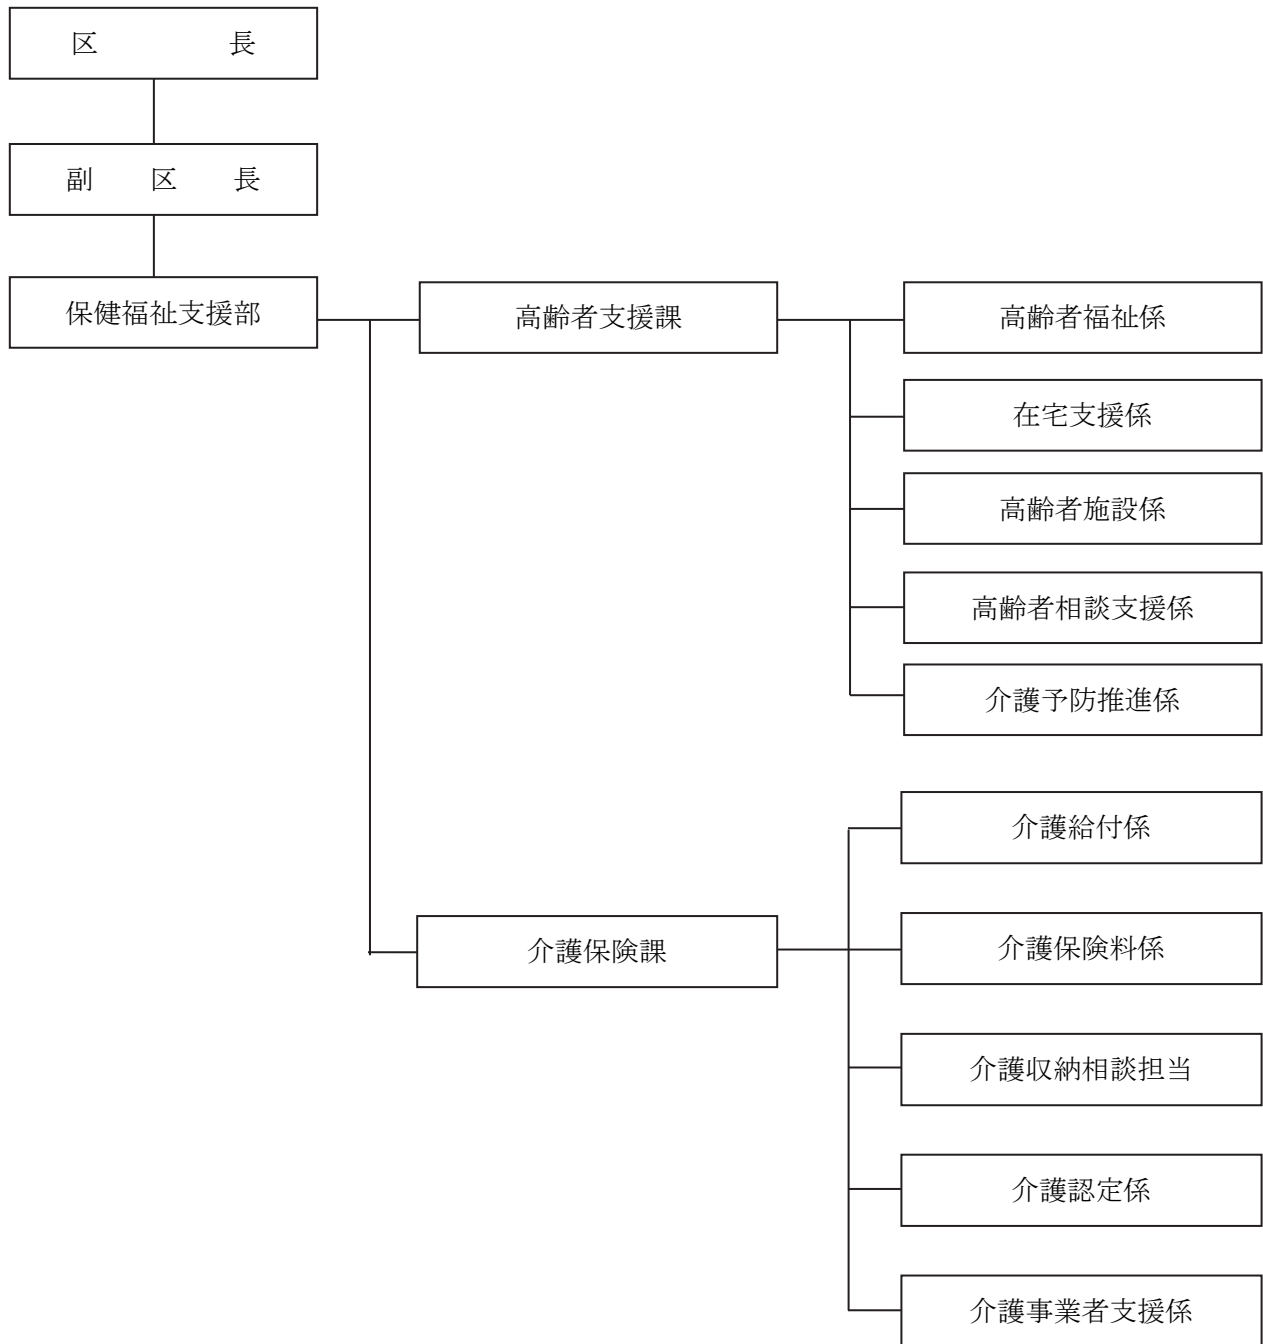 区　長
副　区　長
保健福祉支援部
高齢者支援課
高齢者福祉係
在宅支援係
高齢者施設係
高齢者相談支援係
介護予防推進係
介護保険課
介護給付係
介護保険料係
介護収納相談担当
介護認定係
介護事業者支援係